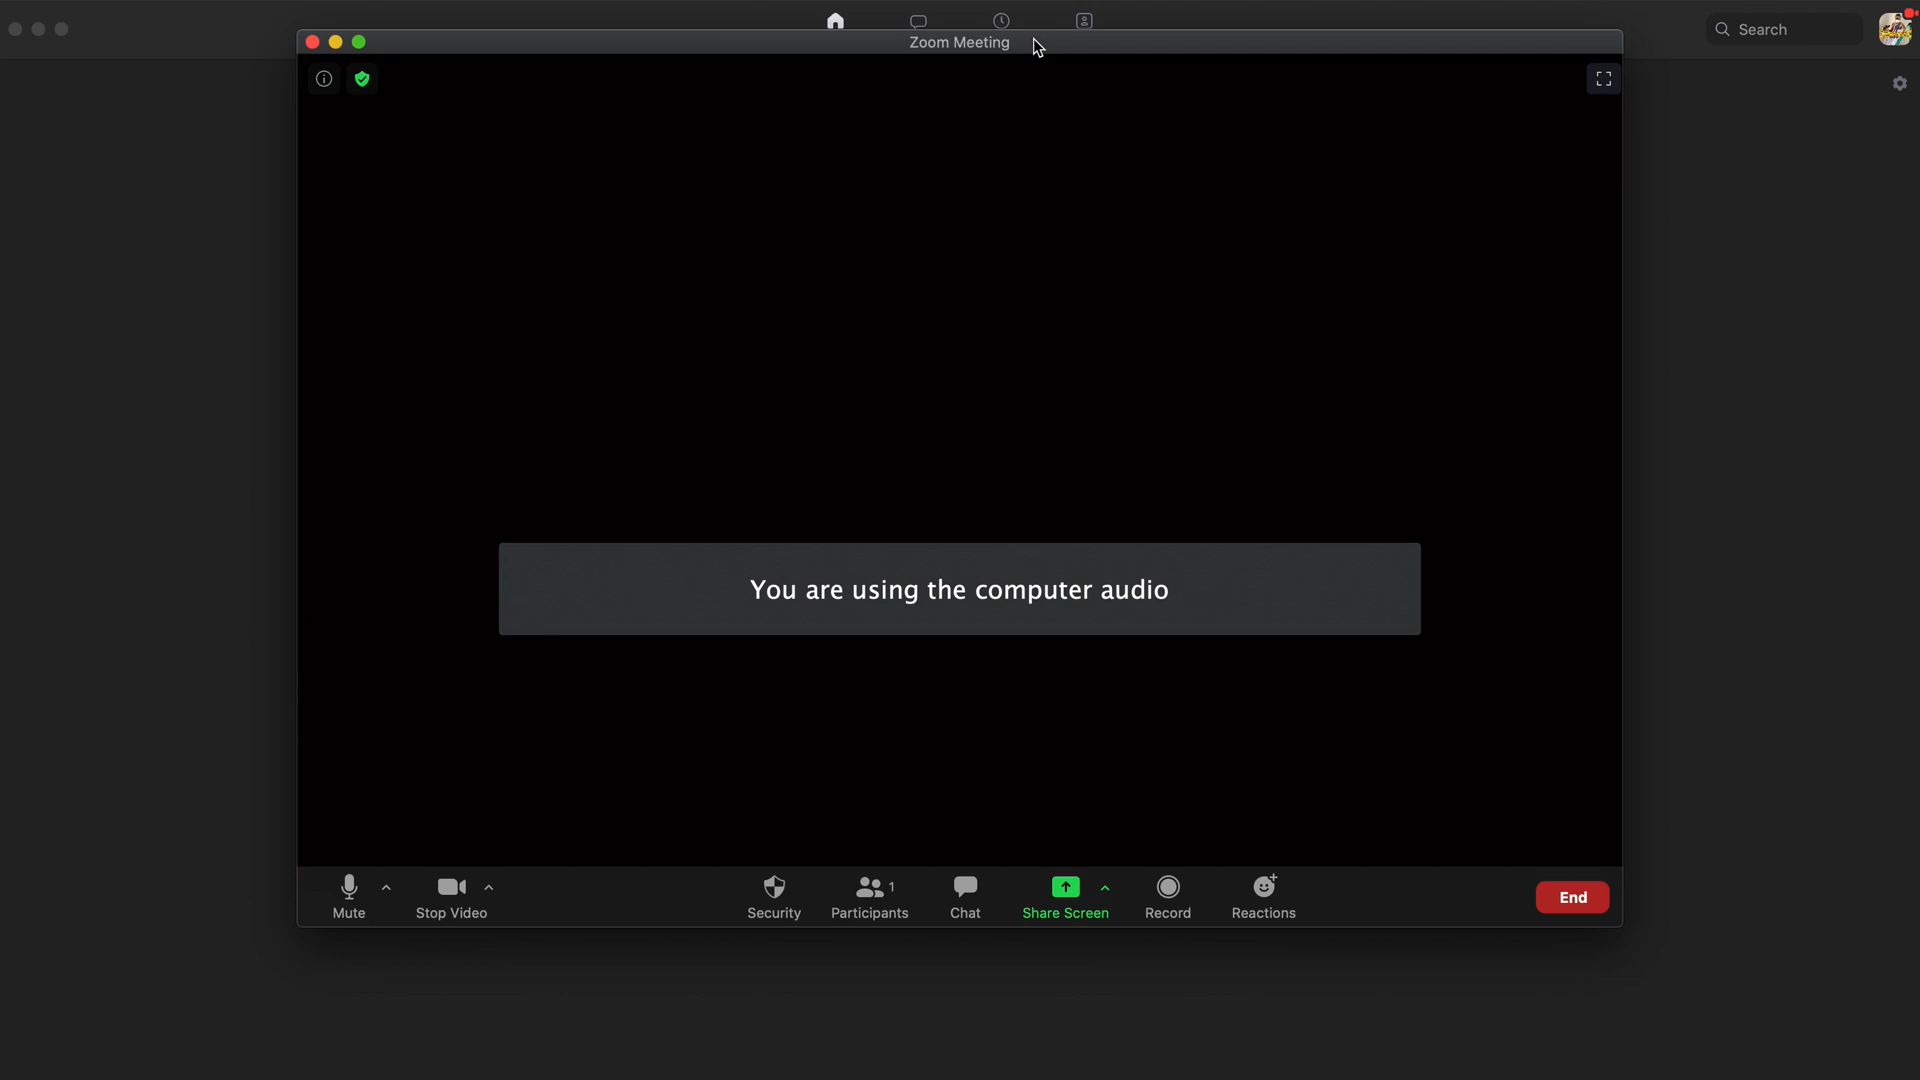 Zoom Meeting
Search
You are using the computer audio
Mute
Stop Video
Security
Participants
1
Chat
Share Screen
Record
Reactions
End